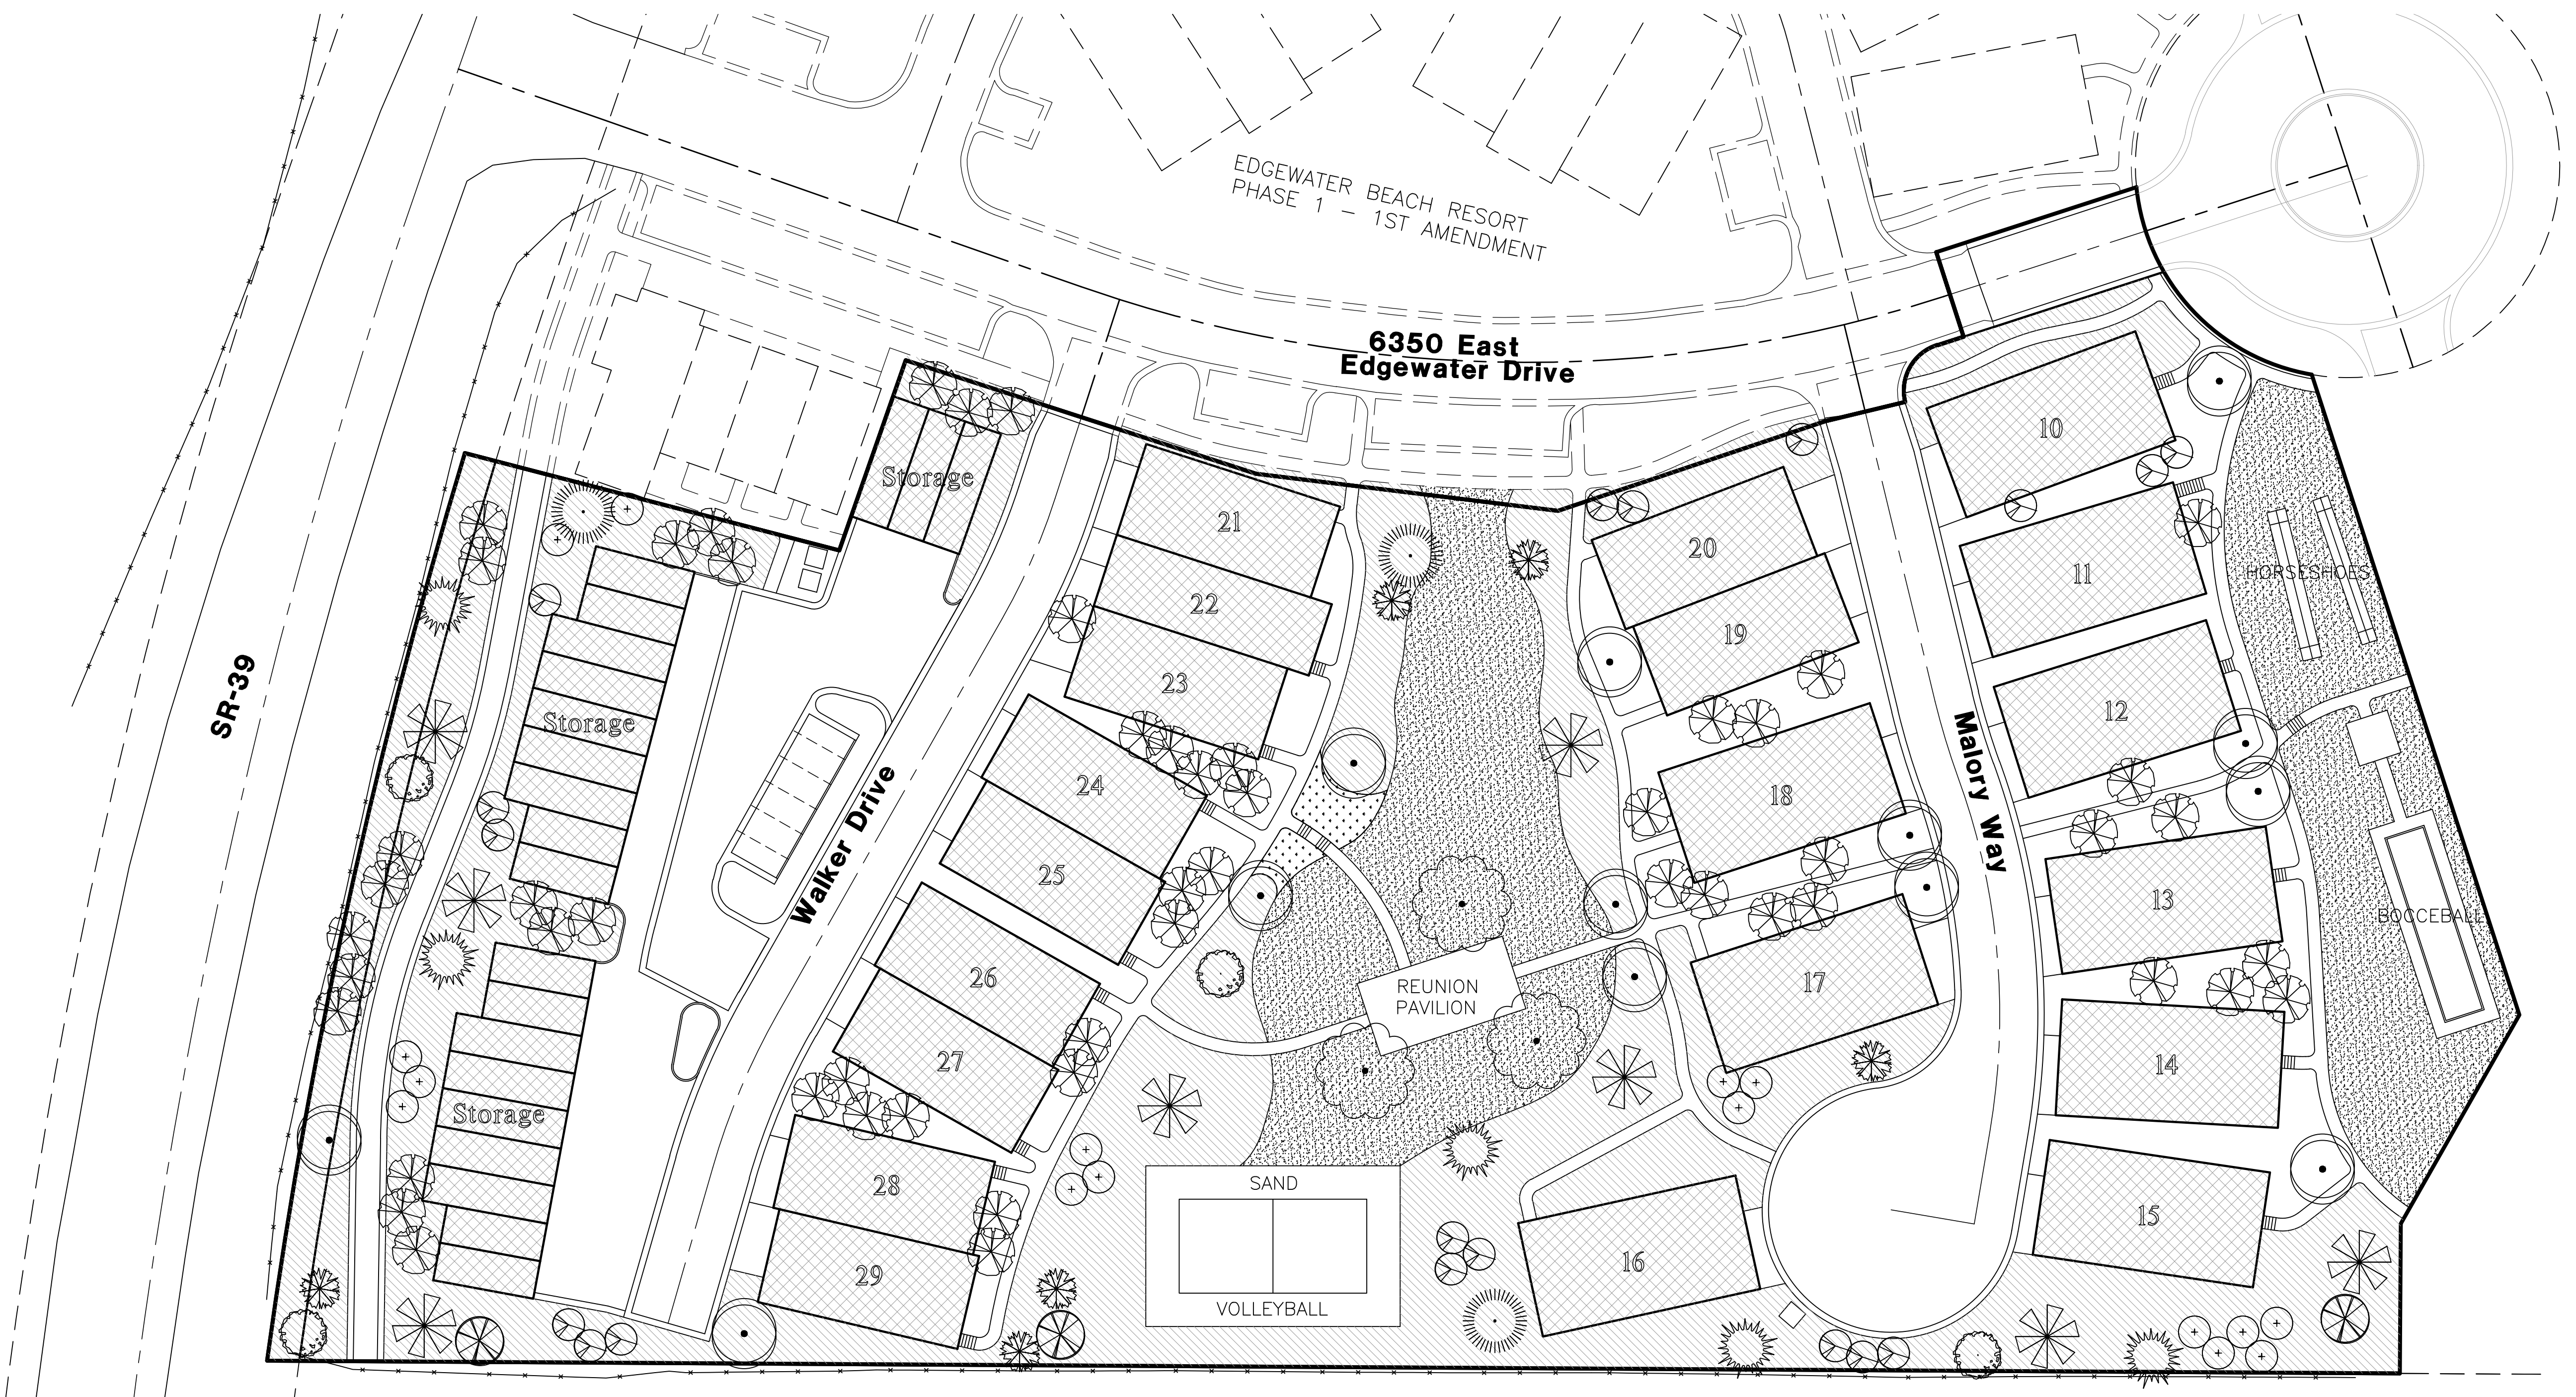 EDGEWATER BEACH RESORT
PHASE 1 – 1ST AMENDMENT
6350 East
Edgewater Drive
SR-39
Storage
Storage
Storage
Walker Drive
Malory Way
10
11
12
13
14
15
16
17
18
19
20
21
22
23
24
25
26
27
28
29
HORSESHOES
BOCCEBALL
REUNION
PAVILION
SAND
VOLLEYBALL